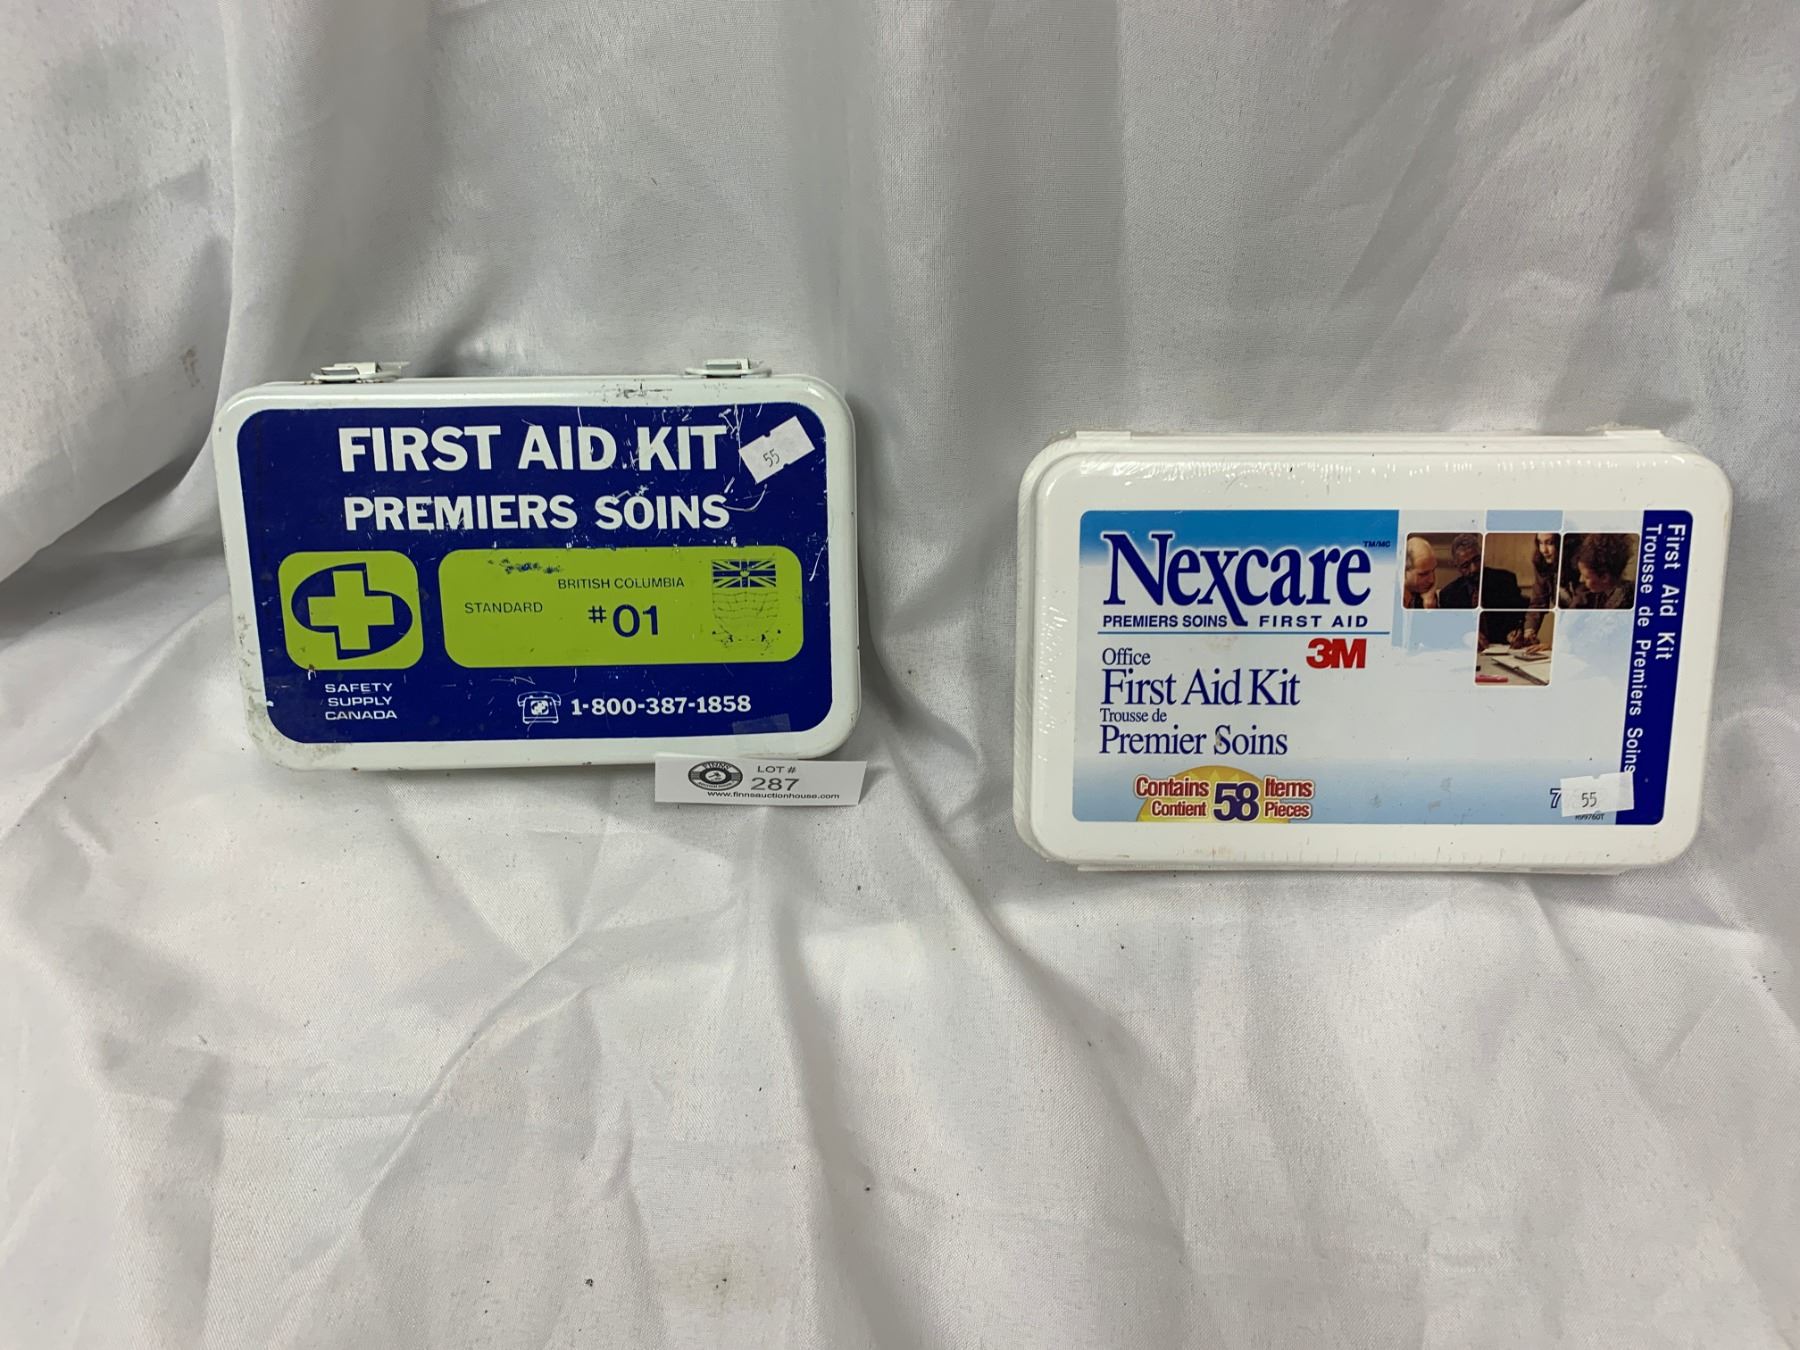 FIRST AID KIT
PREMIERS SOINS
55
BRITISH COLUMBIA
STANDARD
#01
SAFETY
SUPPLY
CANADA
1-800-387-1858
LOT #
287
www.finnsauctionhouse.com
Nexcare TM/MC
PREMIERS SOINS FIRST AID
3M
Office
First Aid Kit
Trousse de
Premier Soins
Contains 58 Items
Contient Pieces
First Aid Kit
Trousse de Premiers Soins
7
55